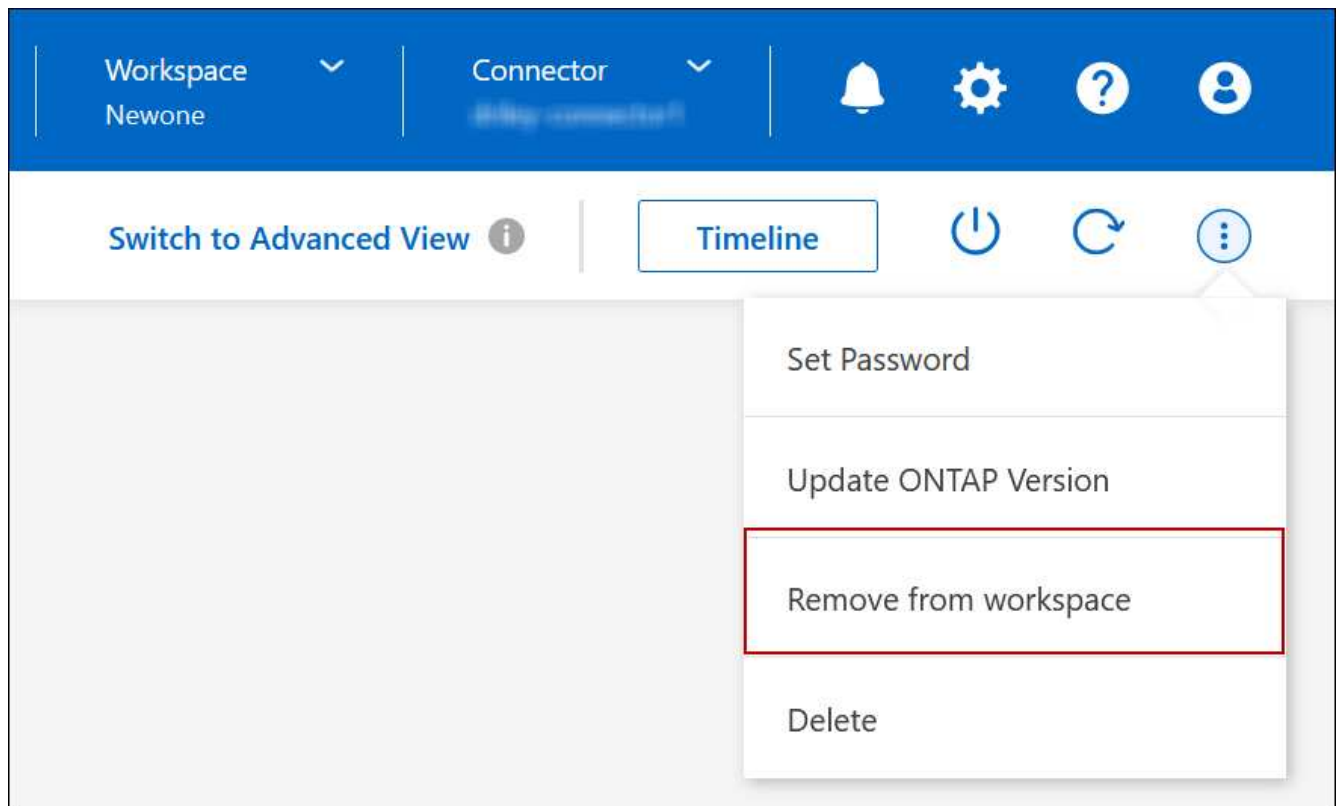 Workspace
Connector
Newone
Switch to Advanced View
Timeline
Set Password
Update ONTAP Version
Remove from workspace
Delete